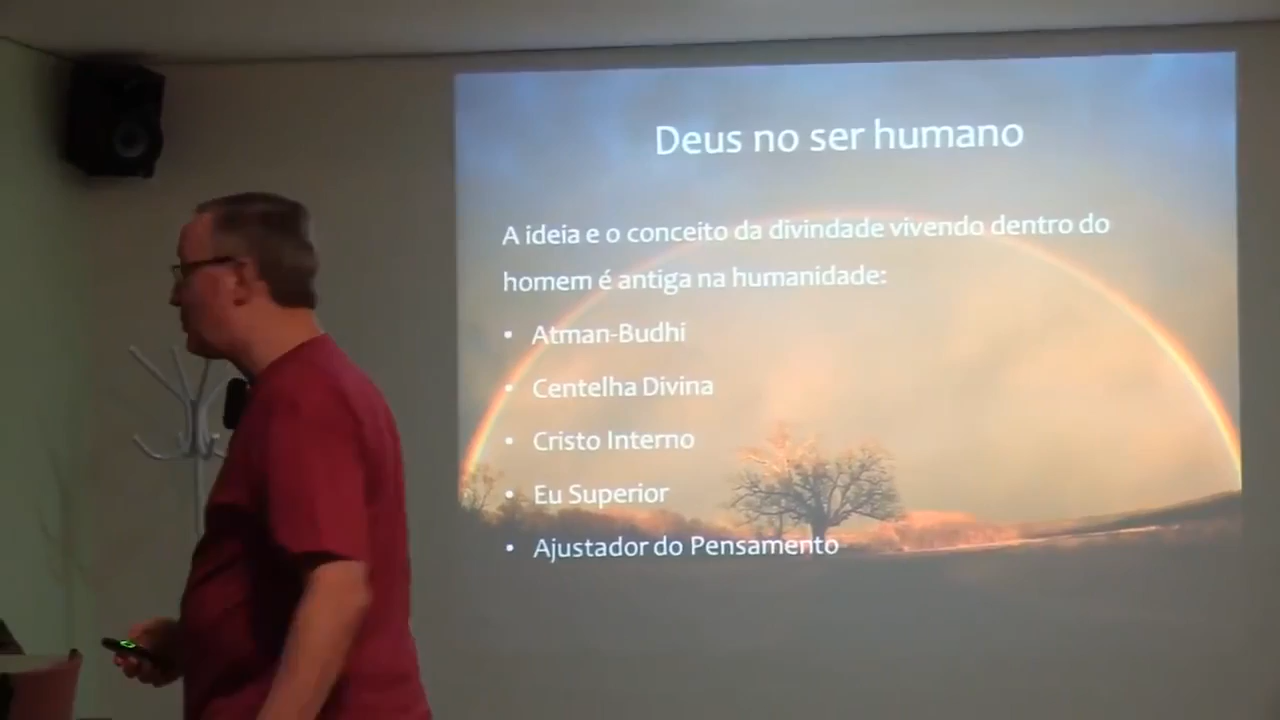 Deus no ser humano
A ideia e o conceito da divindade vivendo dentro do
homem é antiga na humanidade:
• Atman-Budhi
• Centelha Divina
• Cristo Interno
• Eu Superior
• Ajustador do Pensamento